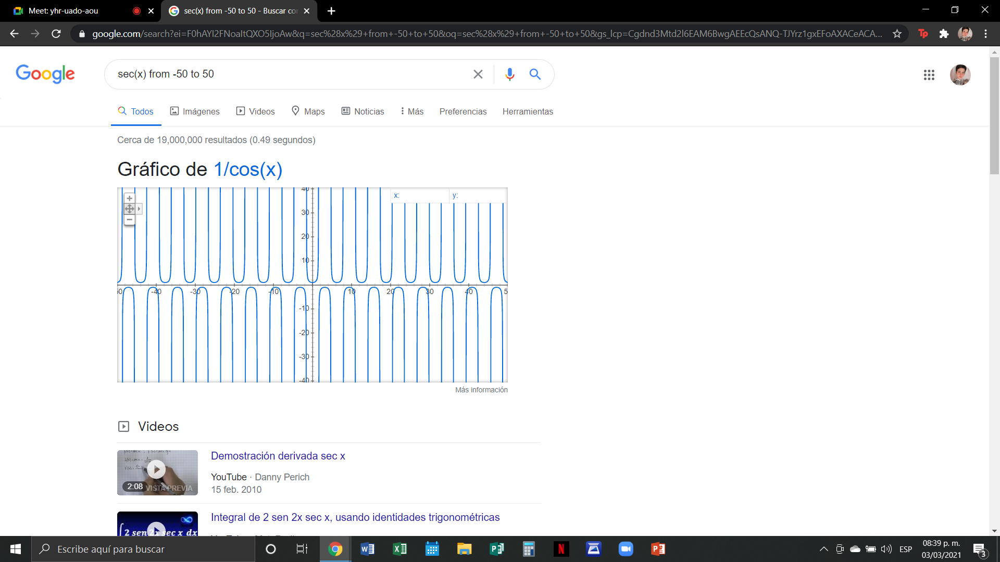 Meet: yhr-uado-aou
sec(x) from -50 to 50 - Buscar co
google.com/search?ei=F0hAYI2FNoaItQXO5IjoAw&q=sec%28x%29+from+-50+to+50&oq=sec%28x%29+from+-50+to+50&gs_lcp=Cgdnd3Mtd2l6EAM6BwgAEEcQsANQ-TJYrz1gxEFoAXACeACA...
Tp
Google
sec(x) from -50 to 50
Todos Imágenes Videos Maps Noticias Más Preferencias Herramientas
Cerca de 19,000,000 resultados (0.49 segundos)
Gráfico de 1/cos(x)
x: y:
40
30
20
10
50 -40 -30 -20 -10 10 20 30 40 5
-10
-20
-30
-40
Más información
Videos
Demostración derivada sec x
YouTube · Danny Perich
15 feb. 2010
2:08 VISTA PREVIA
Integral de 2 sen 2x sec x, usando identidades trigonométricas
∫2 sen 2x sec x dx
Escribe aquí para buscar
ESP
08:39 p. m.
03/03/2021
3